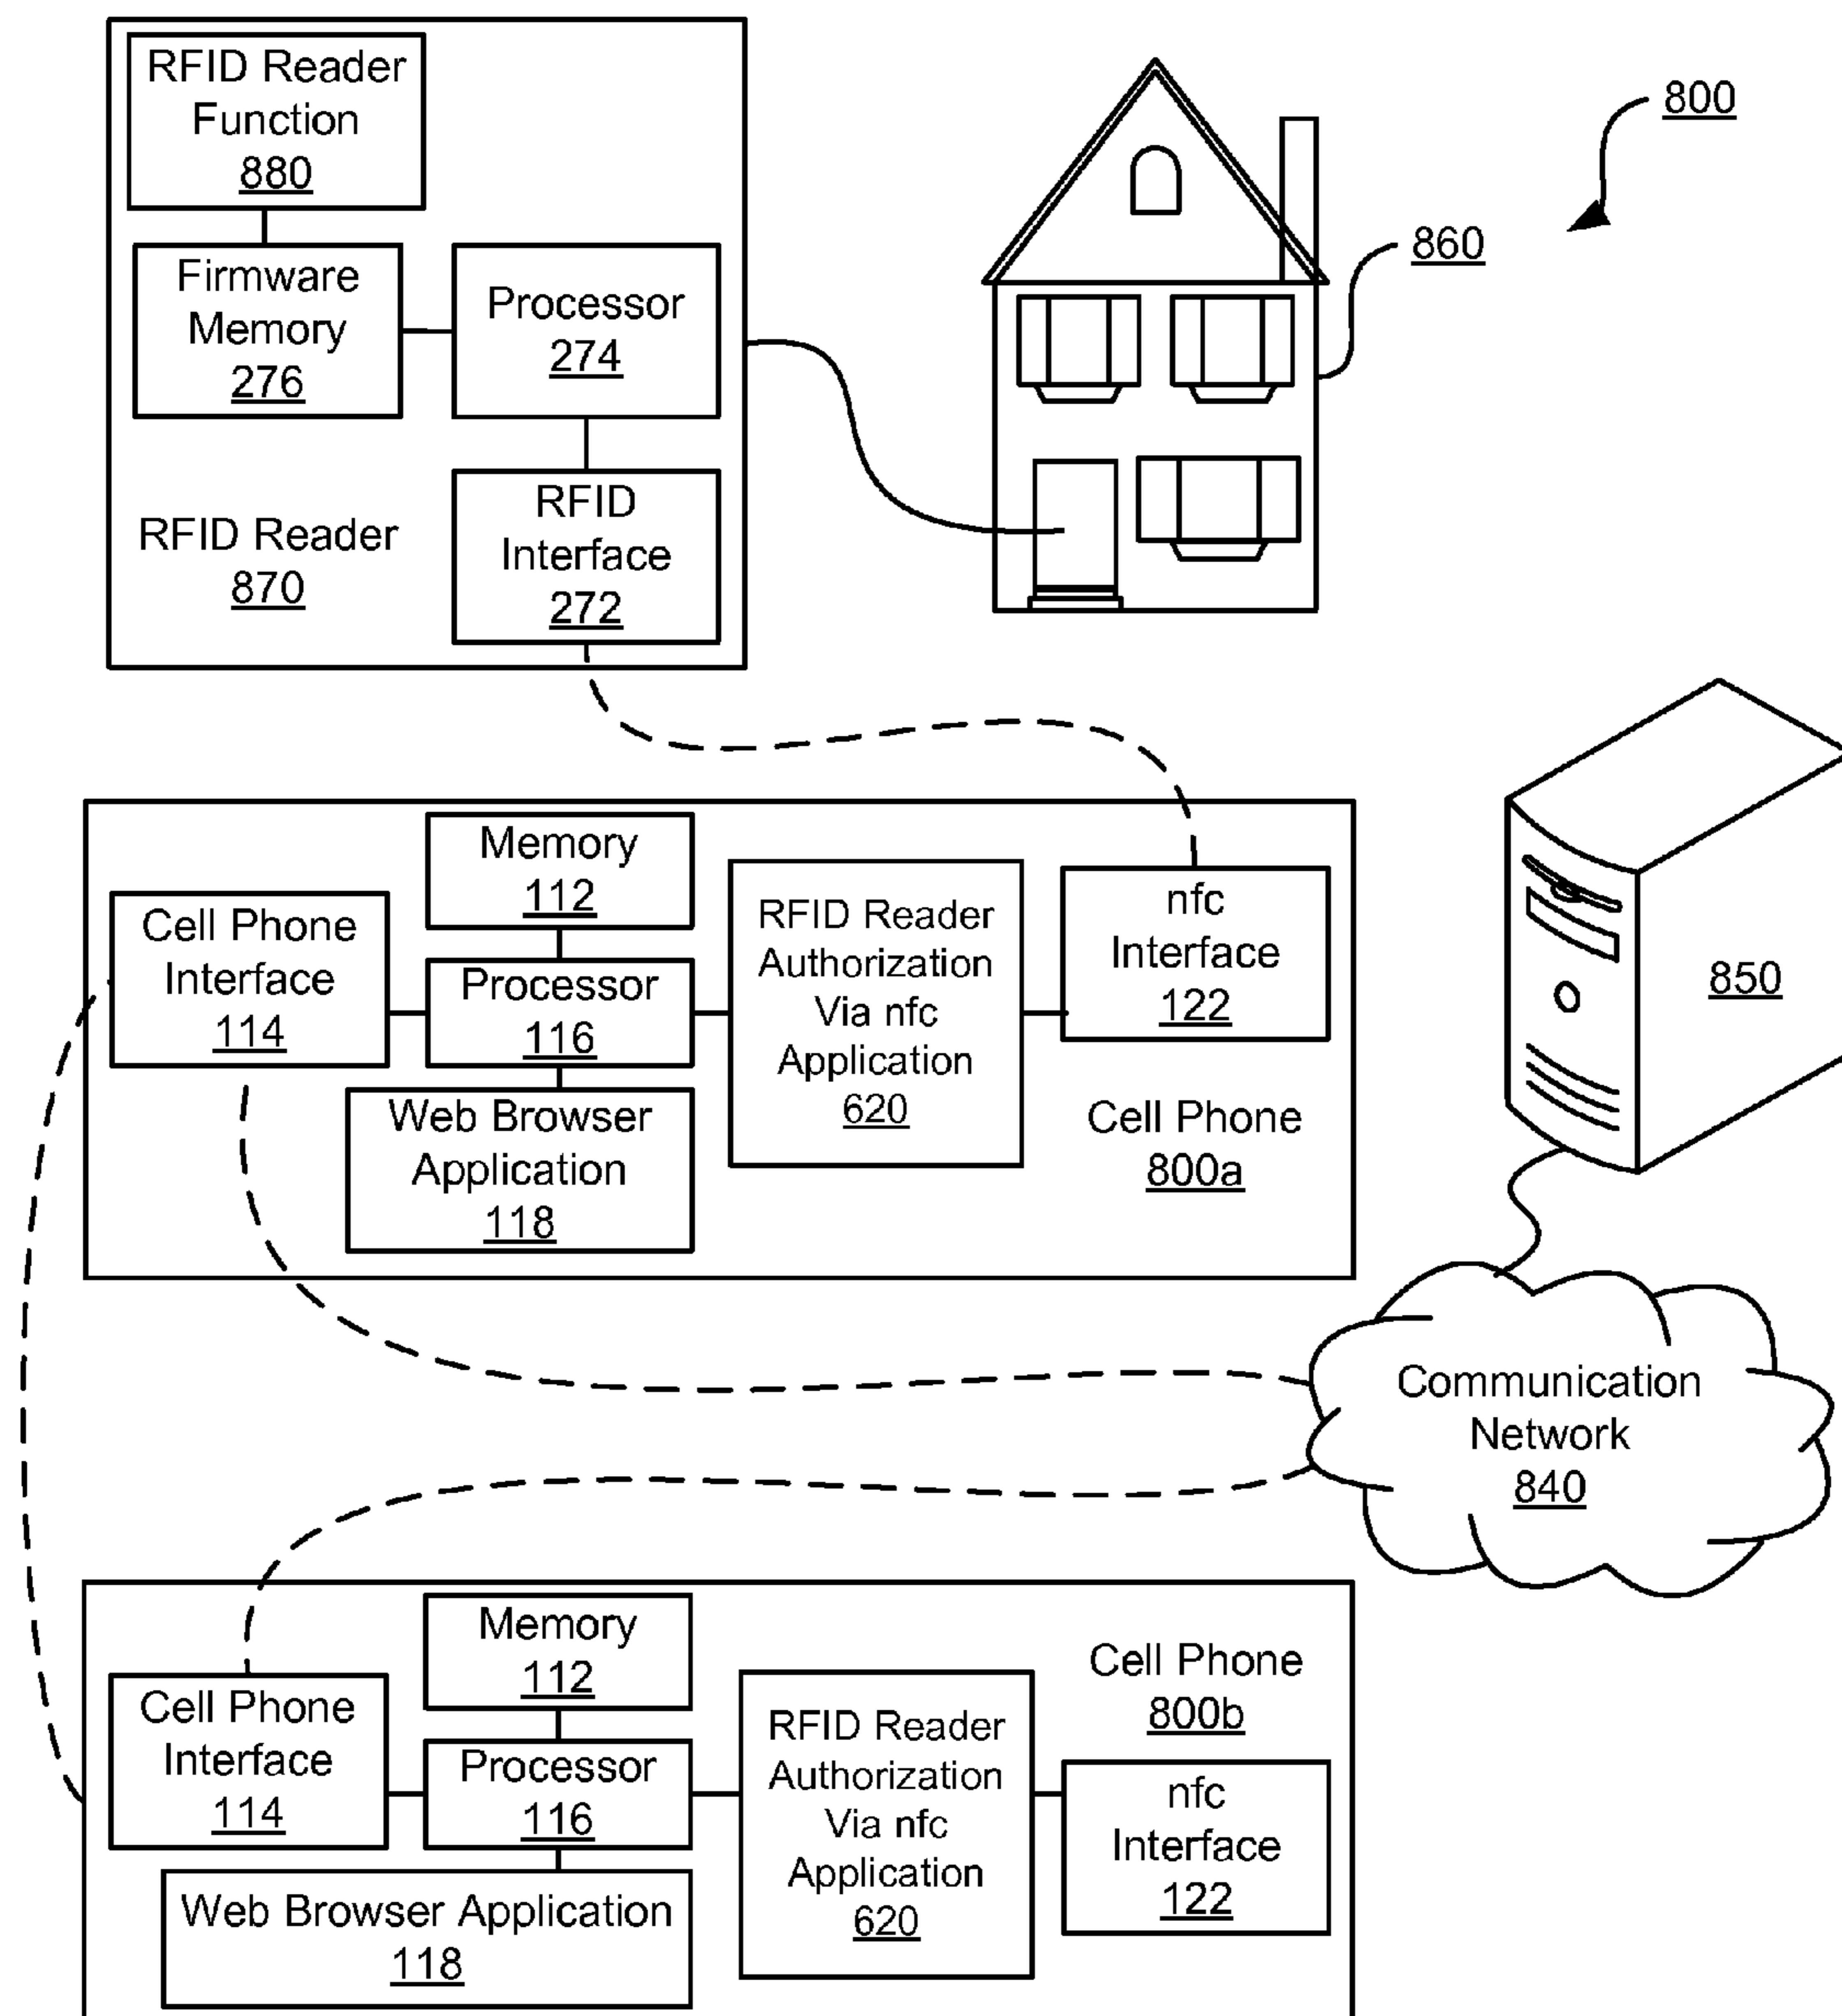 RFID Reader
Function
880
Firmware
Memory
276
Processor
274
RFID Reader
870
RFID
Interface
272
800
860
Memory
112
Cell Phone
Interface
114
Processor
116
Web Browser
Application
118
RFID Reader
Authorization
Via nfc
Application
620
nfc
Interface
122
Cell Phone
800a
850
Communication
Network
840
Memory
112
Cell Phone
Interface
114
Processor
116
Web Browser Application
118
RFID Reader
Authorization
Via nfc
Application
620
Cell Phone
800b
nfc
Interface
122